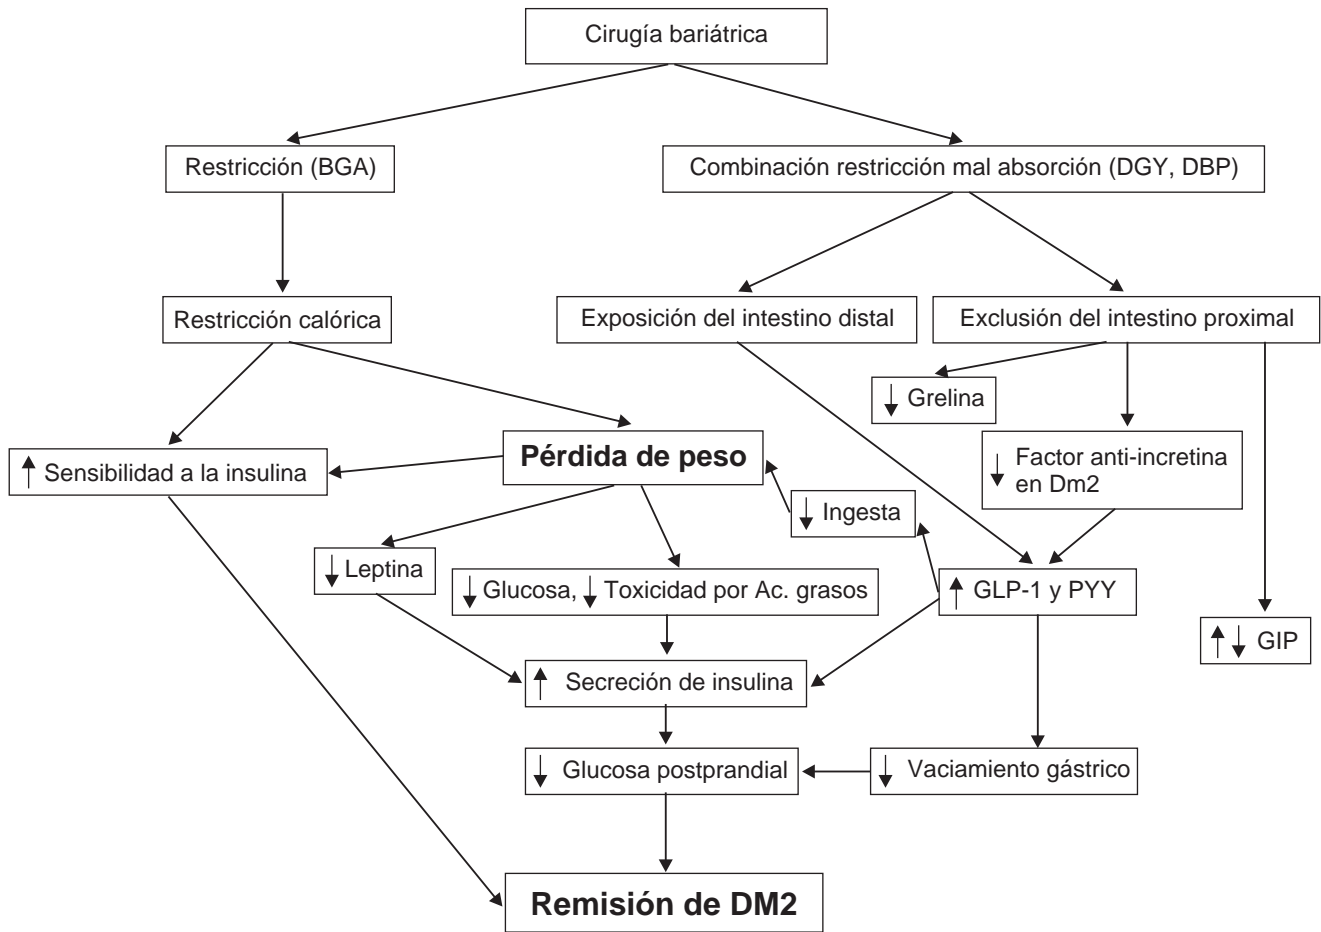 Cirugía bariátrica
Restricción (BGA)
Combinación restricción mal absorción (DGY, DBP)
Restricción calórica
Exposición del intestino distal
Exclusión del intestino proximal
↓ Grelina
↑ Sensibilidad a la insulina
Pérdida de peso
↓ Factor anti-incretina
en Dm2
↓ Ingesta
↓ Leptina
↓ Glucosa, ↓ Toxicidad por Ac. grasos
↑ GLP-1 y PYY
↑↓ GIP
↑ Secreción de insulina
↓ Glucosa postprandial
↓ Vaciamiento gástrico
Remisión de DM2